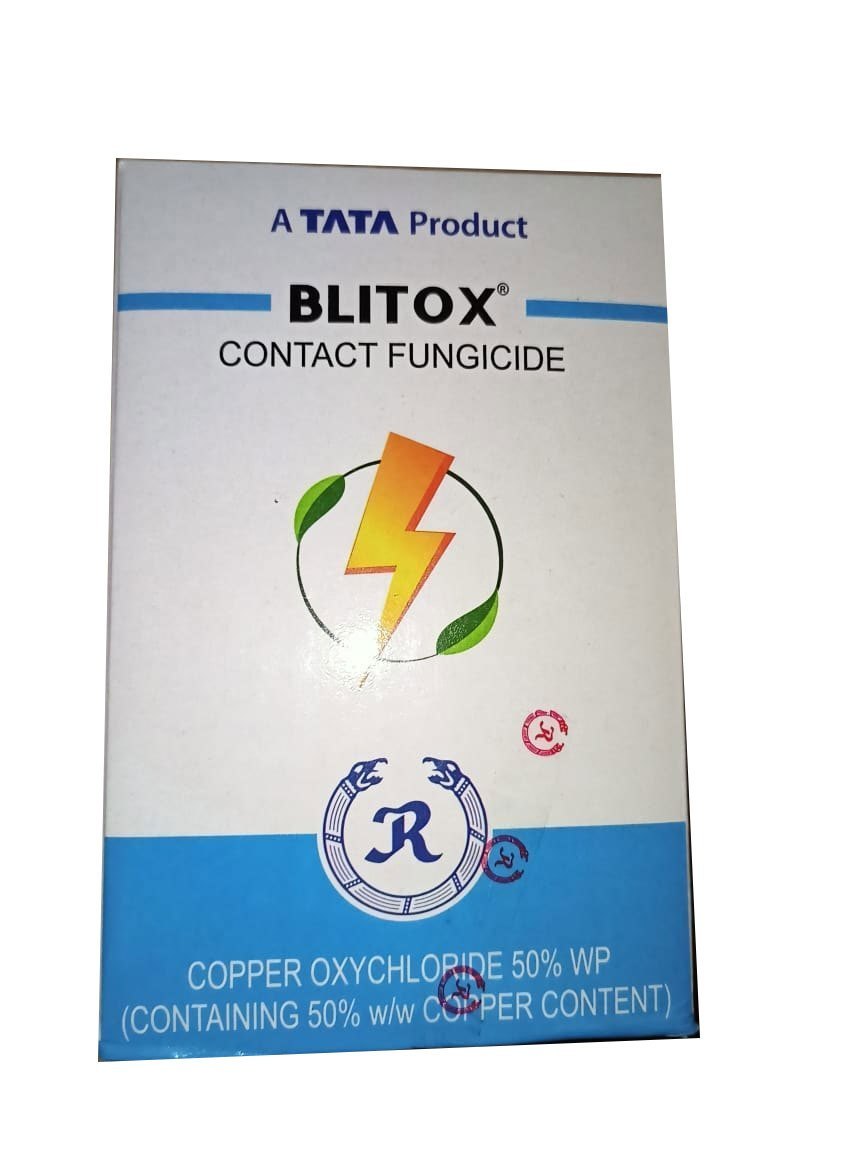 A TATA Product
BLITOX®
CONTACT FUNGICIDE
R
R
R
COPPER OXYCHLORIDE 50% WP
R
(CONTAINING 50% w/w COPPER CONTENT)